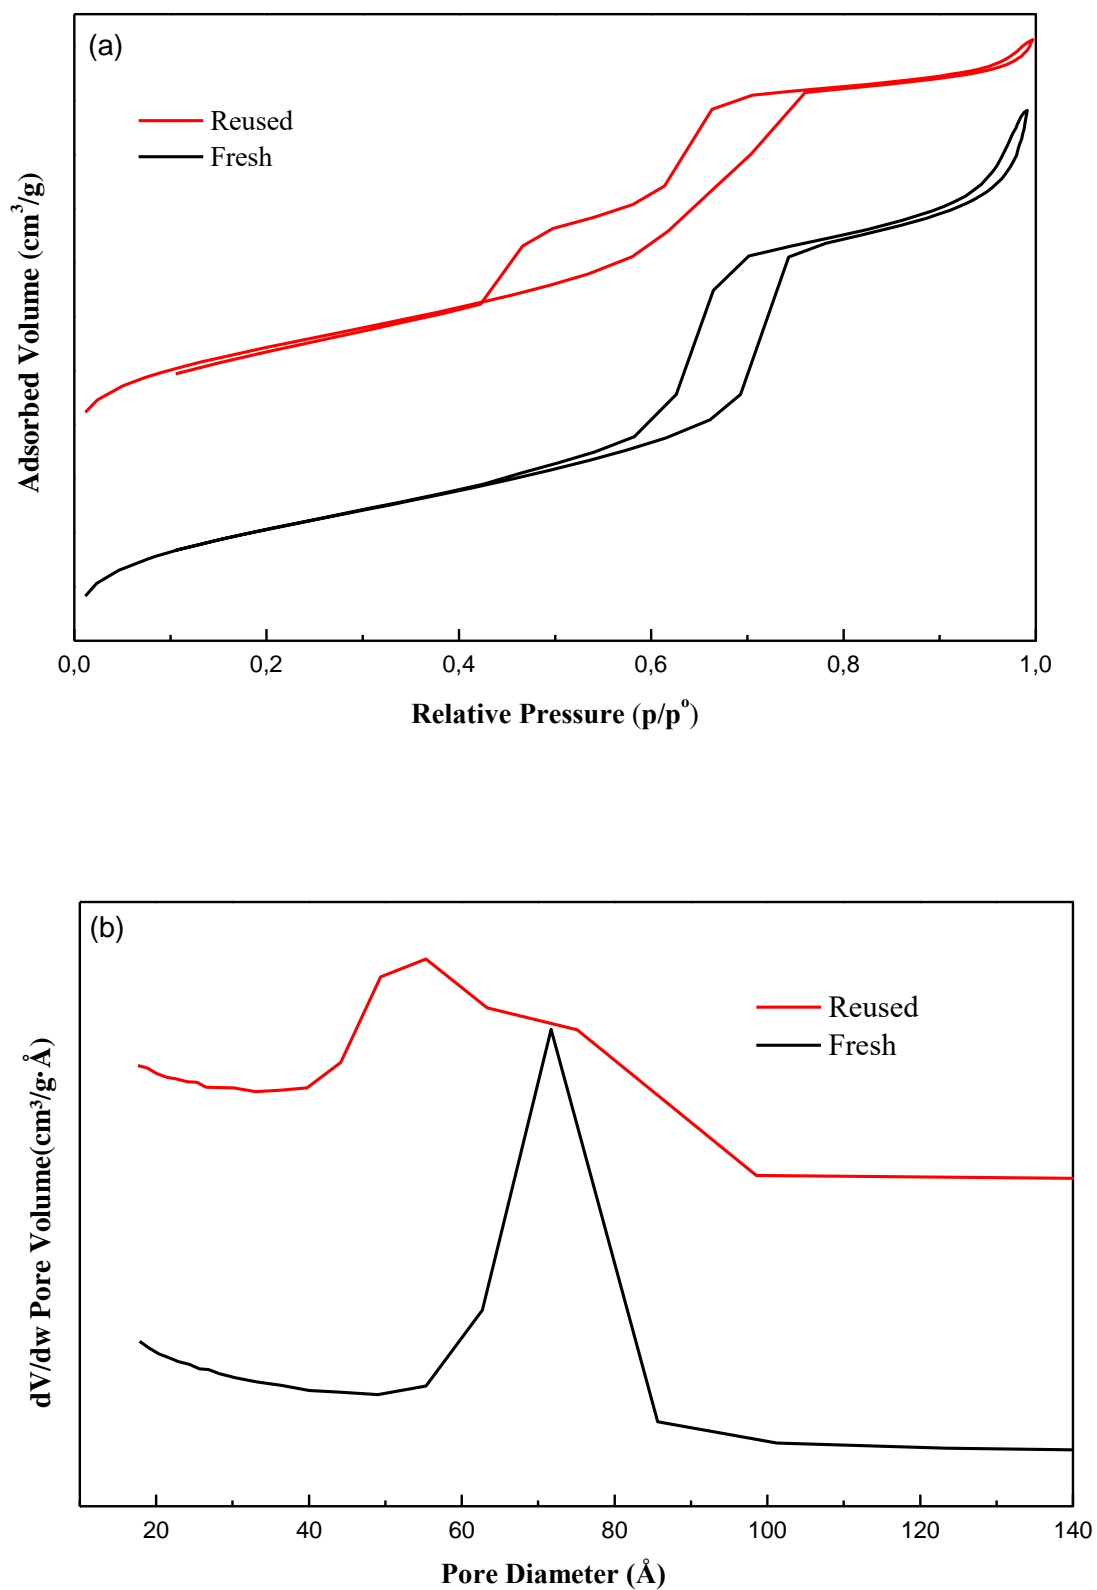 (a)
Reused
Fresh
Adsorbed Volume (cm³/g)
0,0 0,2 0,4 0,6 0,8 1,0
Relative Pressure (p/p°)
(b)
Reused
Fresh
dV/dw Pore Volume(cm³/g·Å)
20 40 60 80 100 120 140
Pore Diameter (Å)